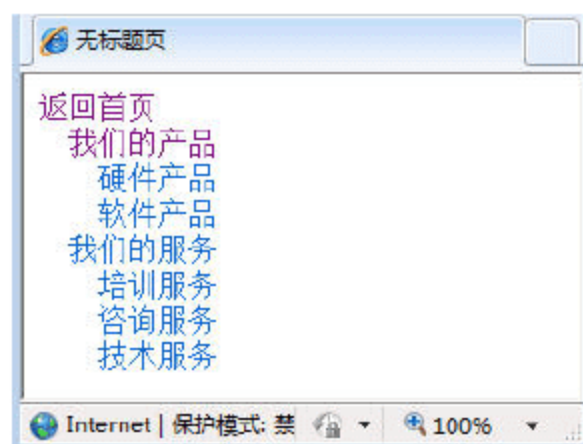 无标题页
返回首页
我们的产品
硬件产品
软件产品
我们的服务
培训服务
咨询服务
技术服务
Internet | 保护模式: 禁
100%